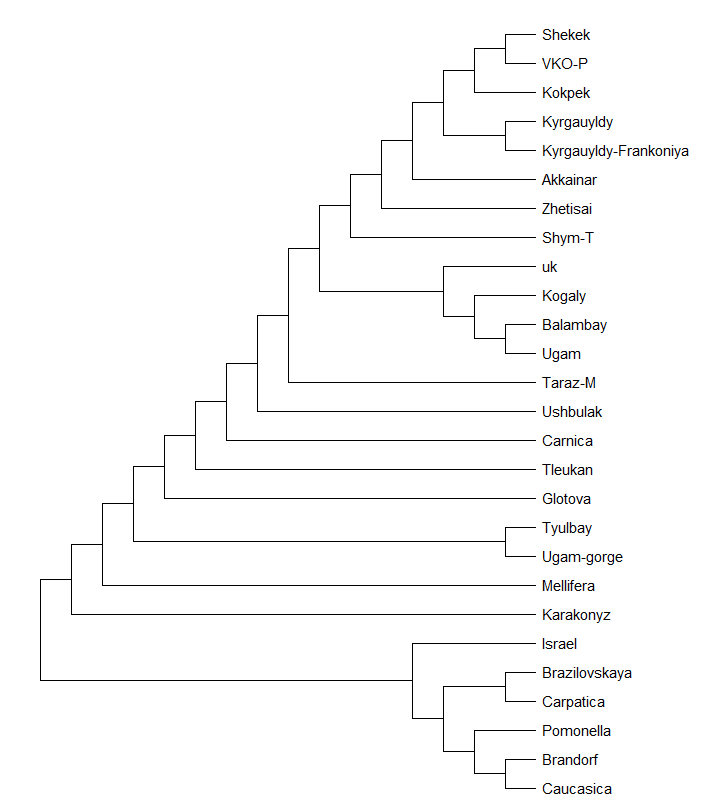 Shekek
VKO-P
Kokpek
Kyrgauyldy
Kyrgauyldy-Frankoniya
Akkainar
Zhetisai
Shym-T
uk
Kogaly
Balambay
Ugam
Taraz-M
Ushbulak
Carnica
Tleukan
Glotova
Tyulbay
Ugam-gorge
Mellifera
Karakonyz
Israel
Brazilovskaya
Carpatica
Pomonella
Brandorf
Caucasica